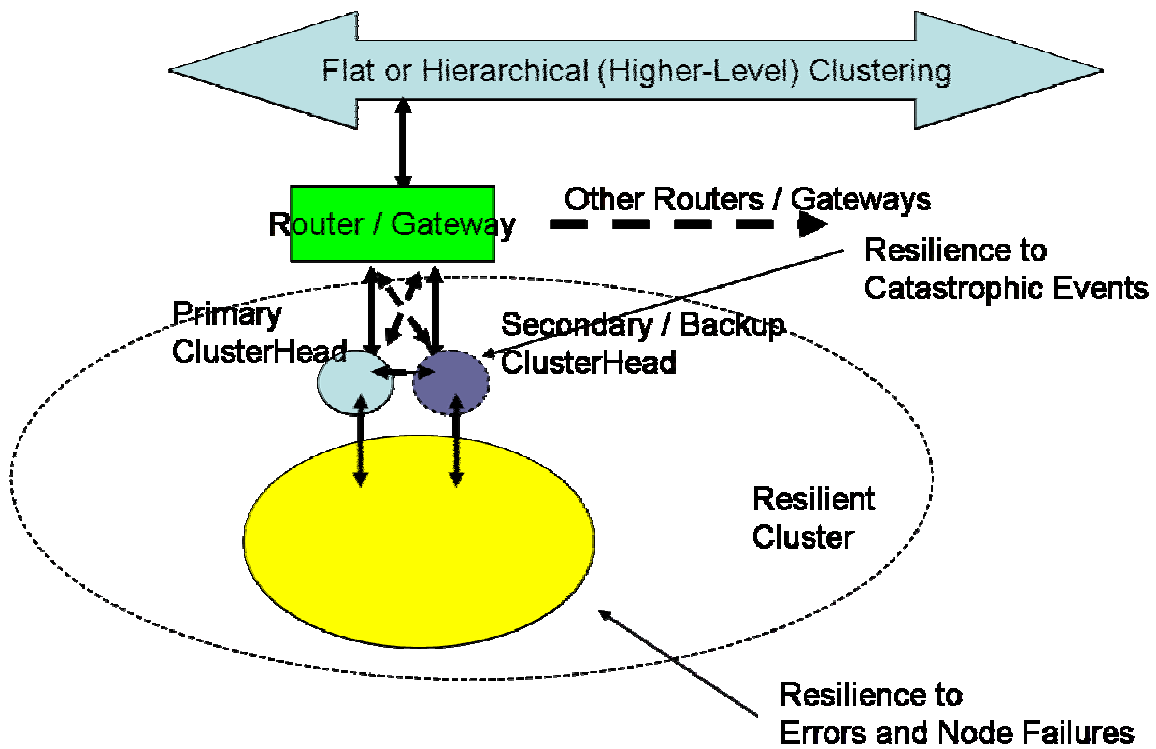 Flat or Hierarchical (Higher-Level) Clustering
Router / Gateway
Other Routers / Gateways
Resilience to
Catastrophic Events
Primary
ClusterHead
Secondary / Backup
ClusterHead
Resilient
Cluster
Resilience to
Errors and Node Failures